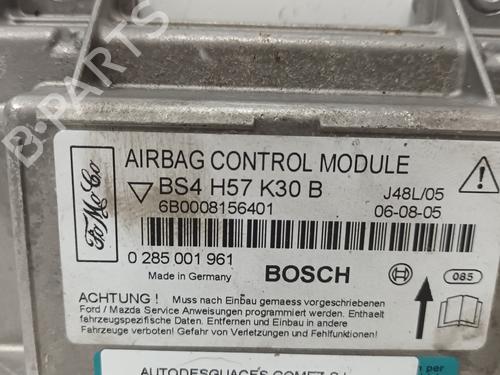 B-PARTS
FoMoCo
AIRBAG CONTROL MODULE
BS4 H57 K30 B
J48L/05
6B0008156401
06-08-05
0 285 001 961
Made in Germany
BOSCH
085
ACHTUNG ! Muss nach Einbau gemaess vorgeschriebenen
Ford / Mazda Service Anweisungen programmiert werden. Enthaelt
fahrzeugspezifische Daten. Entfernen und Einbau in andere
Fahrzeuge verboten! Gefahr von Verletzungen und Fehlfunktionen!
per